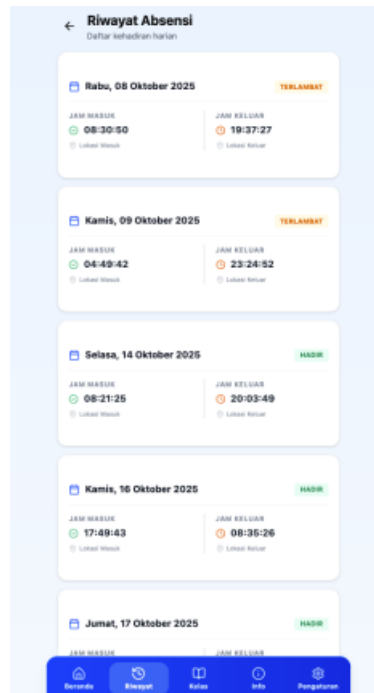 Riwayat Absensi
Daftar kehadiran harian
Rabu, 08 Oktober 2025 TERLAMBAT
JAM MASUK JAM KELUAR
08:30:50 19:37:27
Lokasi Masuk Lokasi Keluar
Kamis, 09 Oktober 2025 TERLAMBAT
JAM MASUK JAM KELUAR
04:49:42 23:24:52
Lokasi Masuk Lokasi Keluar
Selasa, 14 Oktober 2025 HADIR
JAM MASUK JAM KELUAR
08:21:25 20:03:49
Lokasi Masuk Lokasi Keluar
Kamis, 16 Oktober 2025 HADIR
JAM MASUK JAM KELUAR
17:49:43 08:35:26
Lokasi Masuk Lokasi Keluar
Jumat, 17 Oktober 2025 HADIR
Beranda Riwayat Kelas Info Pengaturan